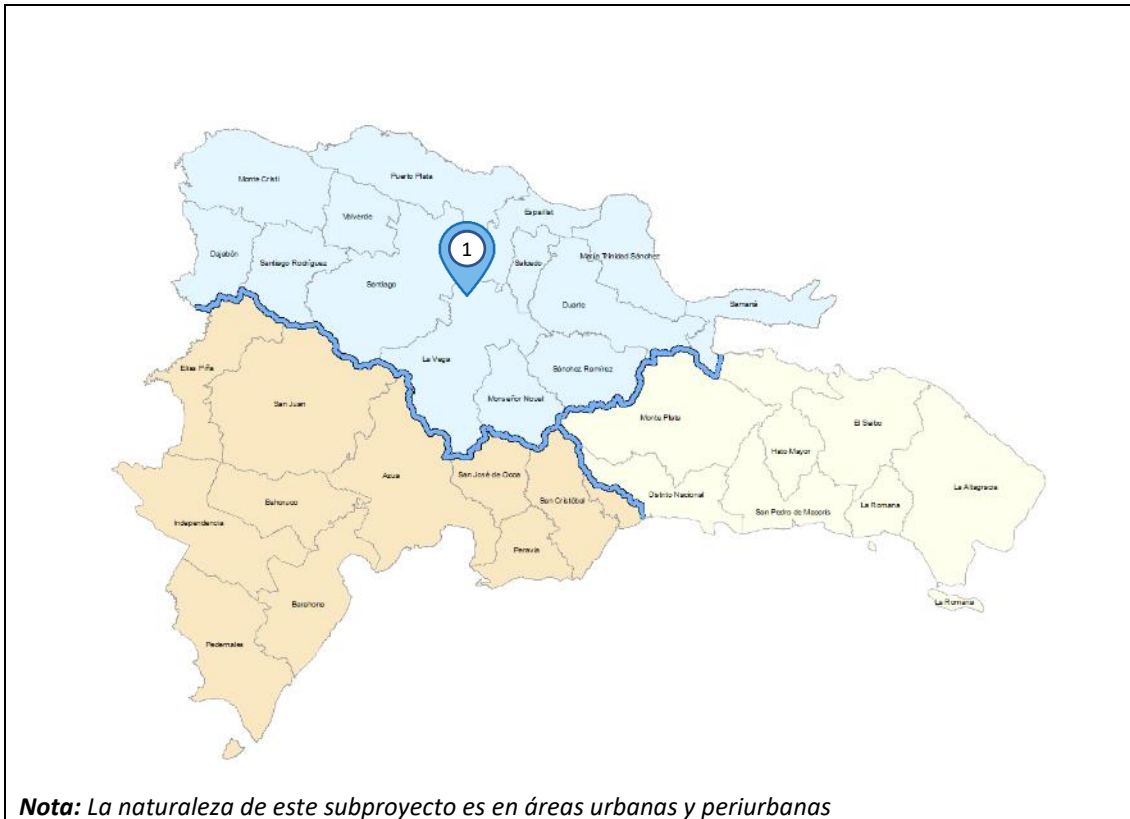 Puerto Plata
Monte Cristi
Espaillat
Valverde
1
Dajabón
Santiago Rodríguez
Salcedo
María Trinidad Sánchez
Santiago
Duarte
Samaná
La Vega
Sánchez Ramírez
Elías Piña
San Juan
Monseñor Nouel
Monte Plata
El Seibo
Hato Mayor
Azua
San José de Ocoa
La Altagracia
Bahoruco
San Cristóbal
Distrito Nacional
La Romana
San Pedro de Macorís
Independencia
Peravia
Barahona
La Romana
Pedernales
Nota: La naturaleza de este subproyecto es en áreas urbanas y periurbanas